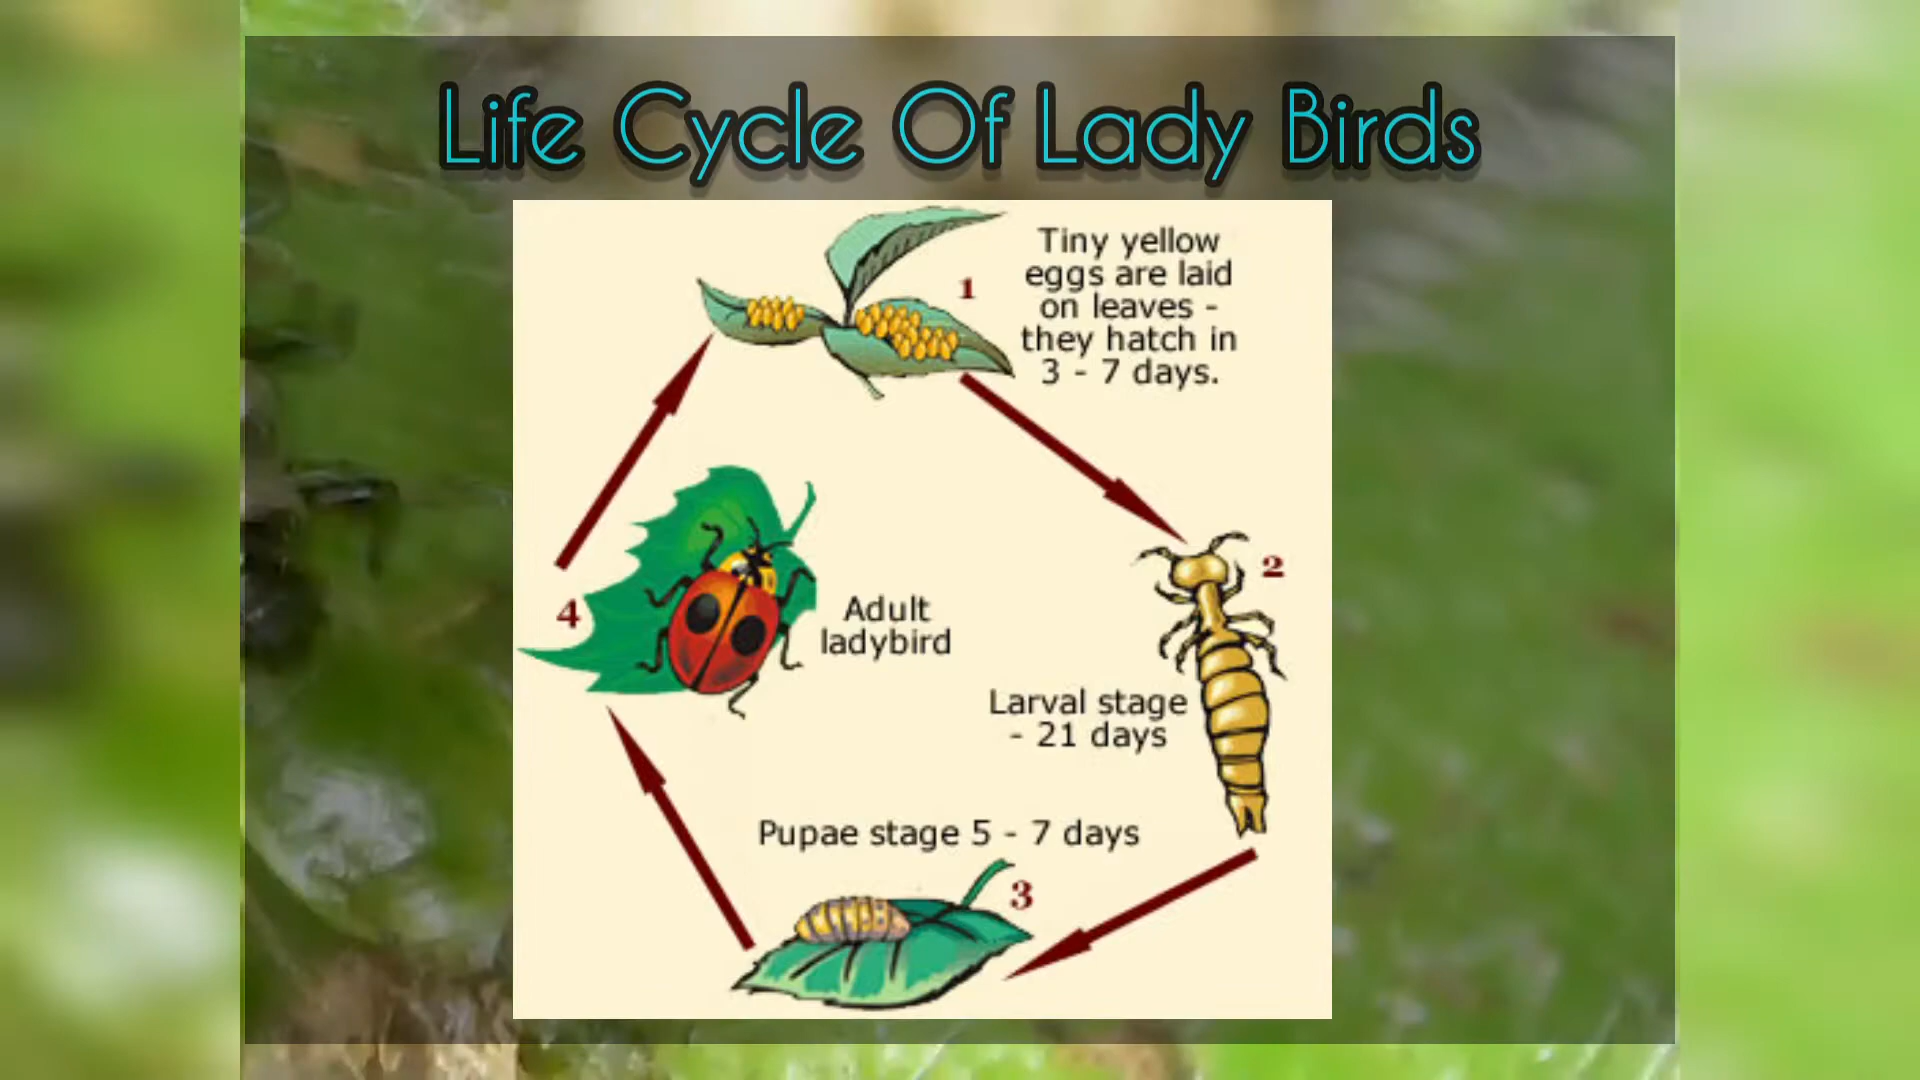 Life Cycle Of Lady Birds
1
Tiny yellow
eggs are laid
on leaves -
they hatch in
3 - 7 days.
2
Larval stage
- 21 days
3
Pupae stage 5 - 7 days
4
Adult
ladybird